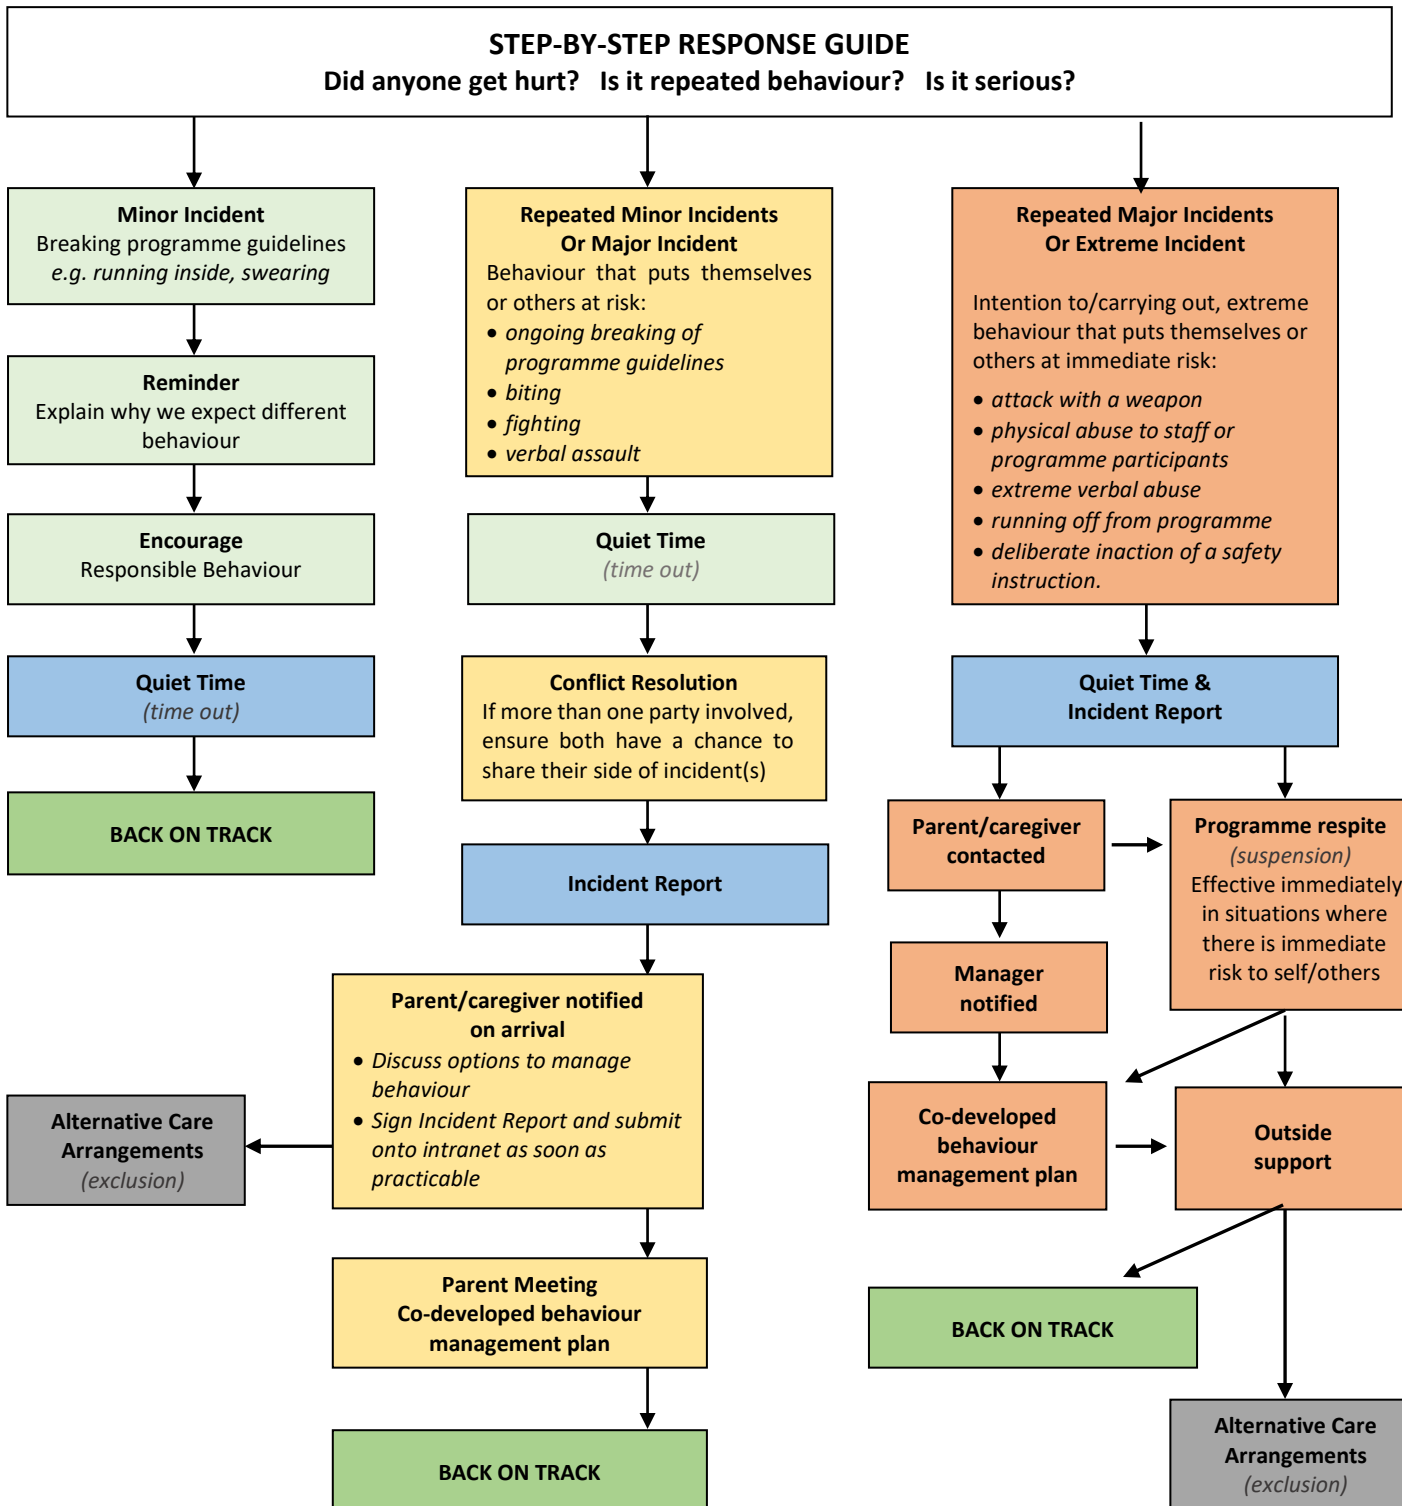 STEP-BY-STEP RESPONSE GUIDE
Did anyone get hurt? Is it repeated behaviour? Is it serious?
Minor Incident
Breaking programme guidelines
e.g. running inside, swearing
Reminder
Explain why we expect different
behaviour
Encourage
Responsible Behaviour
Quiet Time
(time out)
BACK ON TRACK
Repeated Minor Incidents
Or Major Incident
Behaviour that puts themselves
or others at risk:
• ongoing breaking of
programme guidelines
• biting
• fighting
• verbal assault
Quiet Time
(time out)
Conflict Resolution
If more than one party involved,
ensure both have a chance to
share their side of incident(s)
Incident Report
Parent/caregiver notified
on arrival
• Discuss options to manage
behaviour
• Sign Incident Report and submit
onto intranet as soon as
practicable
Alternative Care
Arrangements
(exclusion)
Parent Meeting
Co-developed behaviour
management plan
BACK ON TRACK
Repeated Major Incidents
Or Extreme Incident
Intention to/carrying out, extreme
behaviour that puts themselves or
others at immediate risk:
• attack with a weapon
• physical abuse to staff or
programme participants
• extreme verbal abuse
• running off from programme
• deliberate inaction of a safety
instruction.
Quiet Time &
Incident Report
Parent/caregiver
contacted
Programme respite
(suspension)
Effective immediately
in situations where
there is immediate
risk to self/others
Manager
notified
Co-developed
behaviour
management plan
Outside
support
BACK ON TRACK
Alternative Care
Arrangements
(exclusion)